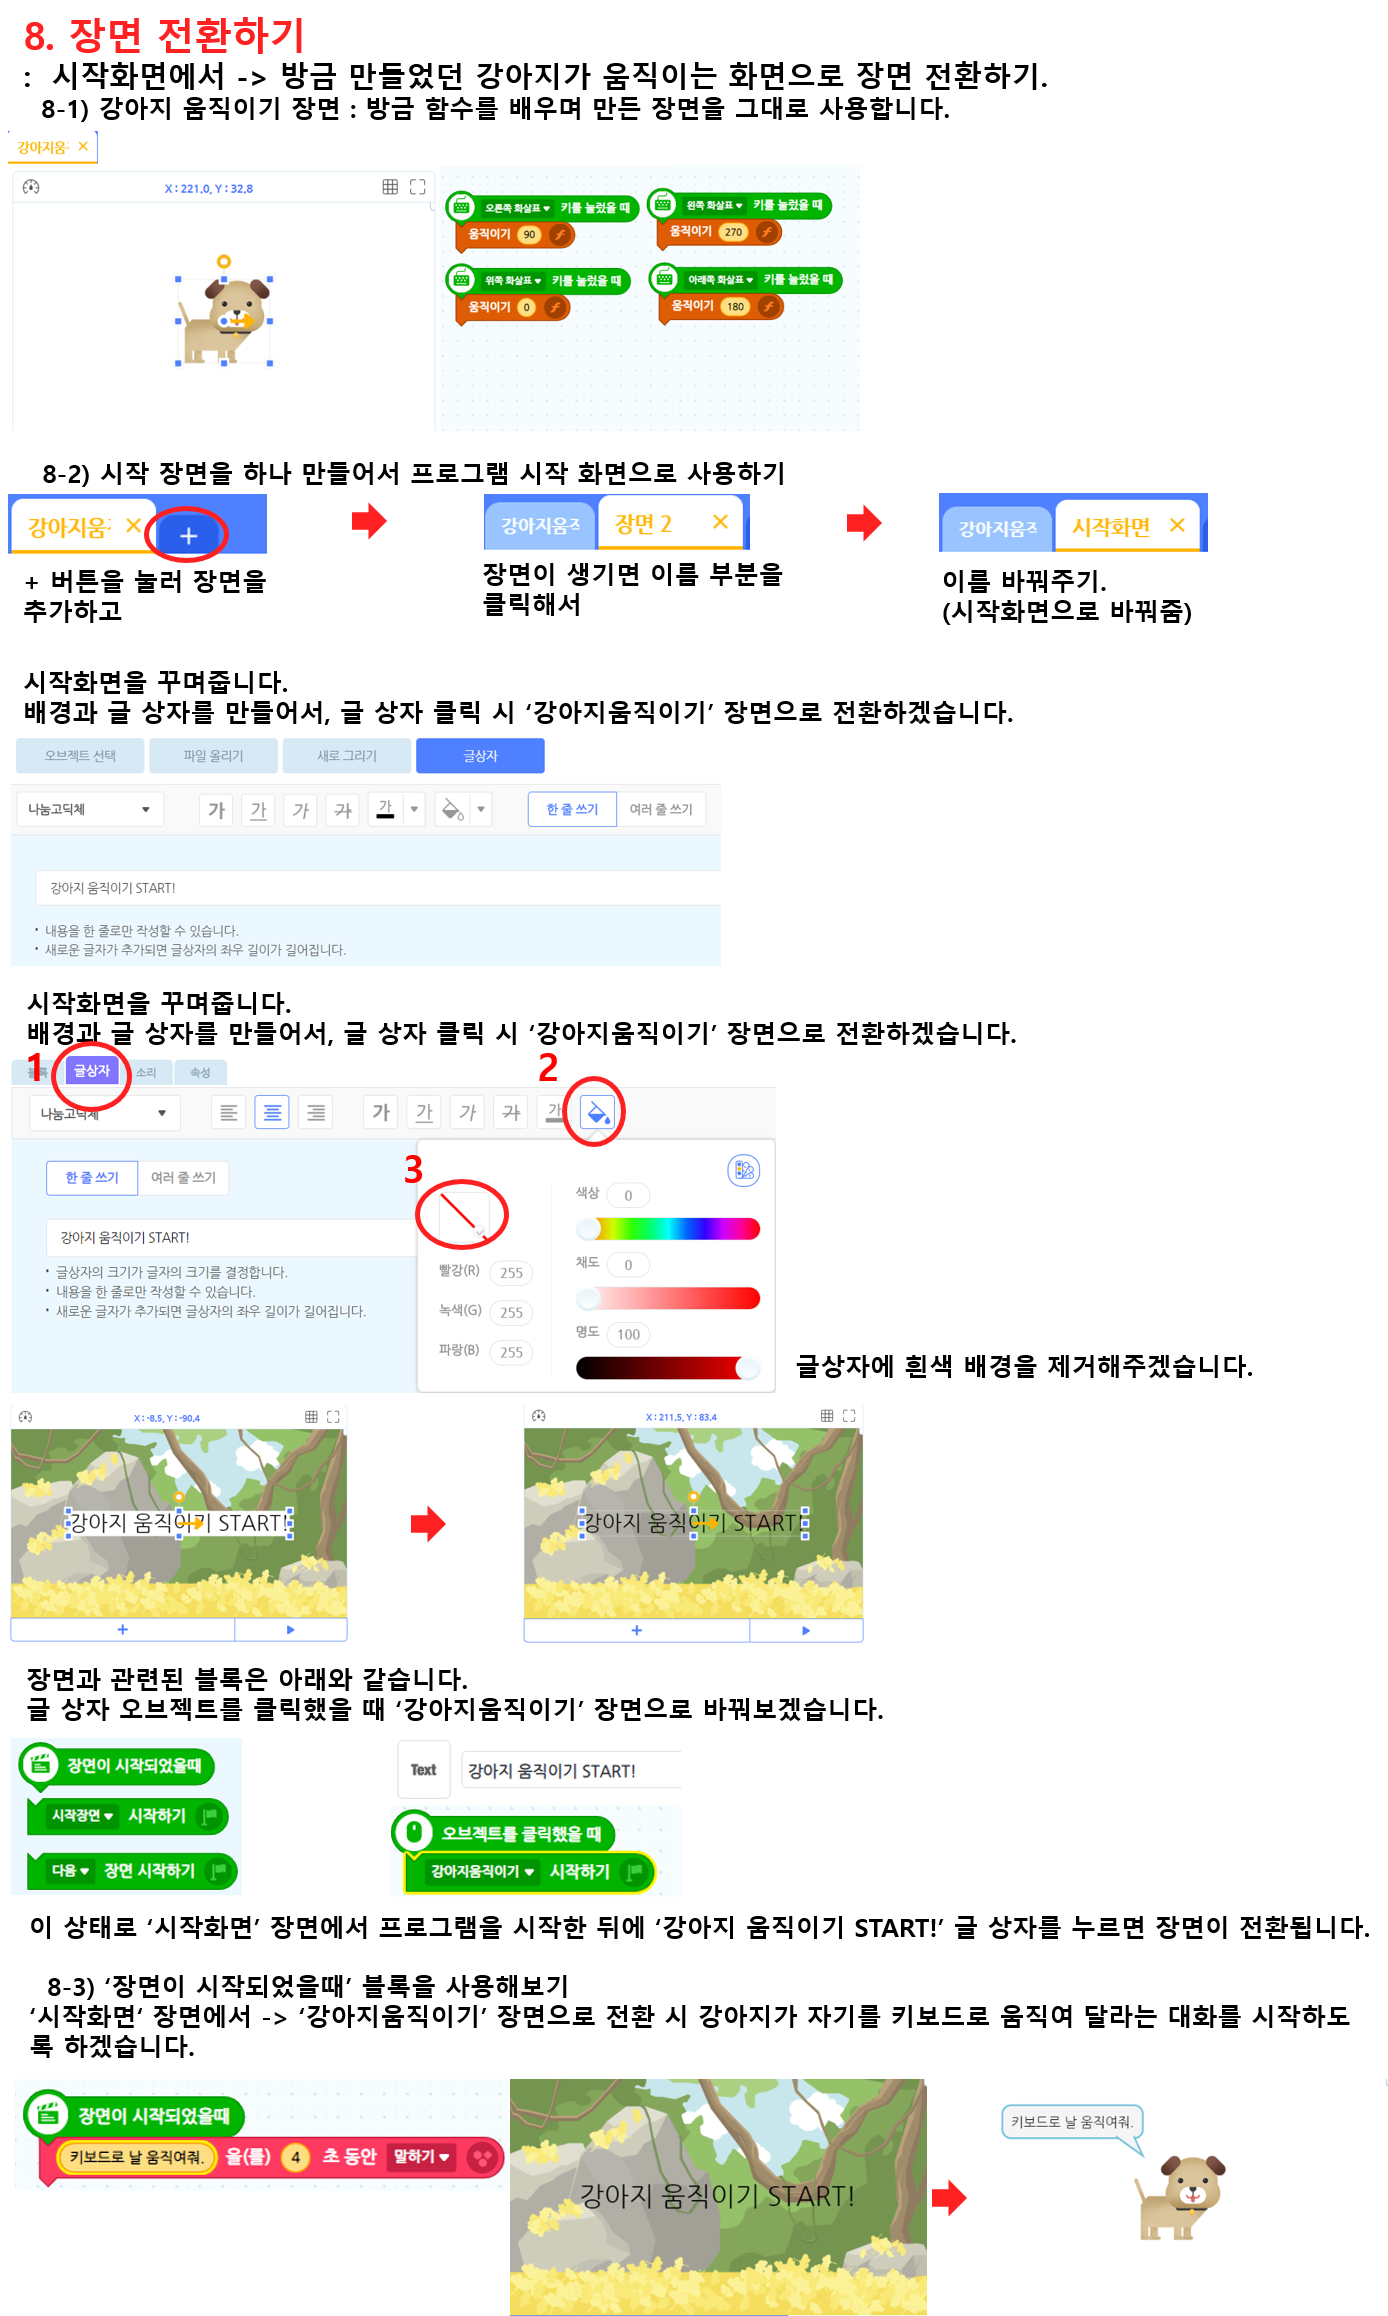 8. 장면 전환하기
: 시작화면에서 -> 방금 만들었던 강아지가 움직이는 화면으로 장면 전환하기.
8-1) 강아지 움직이기 장면 : 방금 함수를 배우며 만든 장면을 그대로 사용합니다.
강아지움
X : 221.0, Y : 32.8
오른쪽 화살표 ▼ 키를 눌렀을 때
움직이기 90
왼쪽 화살표 ▼ 키를 눌렀을 때
움직이기 270
위쪽 화살표 ▼ 키를 눌렀을 때
움직이기 0
아래쪽 화살표 ▼ 키를 눌렀을 때
움직이기 180
8-2) 시작 장면을 하나 만들어서 프로그램 시작 화면으로 사용하기
강아지움 × +
강아지움즈 장면 2 ×
강아지움즈 시작화면 ×
+ 버튼을 눌러 장면을
추가하고
장면이 생기면 이름 부분을
클릭해서
이름 바꿔주기.
(시작화면으로 바꿔줌)
시작화면을 꾸며줍니다.
배경과 글 상자를 만들어서, 글 상자 클릭 시 ‘강아지움직이기’ 장면으로 전환하겠습니다.
오브젝트 선택 파일 올리기 새로 그리기 글상자
나눔고딕체 가 가 가 가 가 한 줄 쓰기 여러 줄 쓰기
강아지 움직이기 START!
• 내용을 한 줄로만 작성할 수 있습니다.
• 새로운 글자가 추가되면 글상자의 좌우 길이가 길어집니다.
시작화면을 꾸며줍니다.
배경과 글 상자를 만들어서, 글 상자 클릭 시 ‘강아지움직이기’ 장면으로 전환하겠습니다.
1 2
블록 글상자 소리 속성
나눔고딕체 가 가 가 가 가
3
한 줄 쓰기 여러 줄 쓰기
강아지 움직이기 START!
• 글상자의 크기가 글자의 크기를 결정합니다.
• 내용을 한 줄로만 작성할 수 있습니다.
• 새로운 글자가 추가되면 글상자의 좌우 길이가 길어집니다.
빨강(R) 255
녹색(G) 255
파랑(B) 255
색상 0
채도 0
명도 100
글상자에 흰색 배경을 제거해주겠습니다.
X : -8.5, Y : -90.4
강아지 움직이기 START!
X : 211.5, Y : 83.4
강아지 움직이기 START!
장면과 관련된 블록은 아래와 같습니다.
글 상자 오브젝트를 클릭했을 때 ‘강아지움직이기’ 장면으로 바꿔보겠습니다.
장면이 시작되었을때
시작장면 ▼ 시작하기
다음 ▼ 장면 시작하기
Text 강아지 움직이기 START!
오브젝트를 클릭했을 때
강아지움직이기 ▼ 시작하기
이 상태로 ‘시작화면’ 장면에서 프로그램을 시작한 뒤에 ‘강아지 움직이기 START!’ 글 상자를 누르면 장면이 전환됩니다.
8-3) ‘장면이 시작되었을때’ 블록을 사용해보기
‘시작화면‘ 장면에서 -> ‘강아지움직이기’ 장면으로 전환 시 강아지가 자기를 키보드로 움직여 달라는 대화를 시작하도
록 하겠습니다.
장면이 시작되었을때
키보드로 날 움직여줘. 을(를) 4 초 동안 말하기 ▼
강아지 움직이기 START!
키보드로 날 움직여줘.